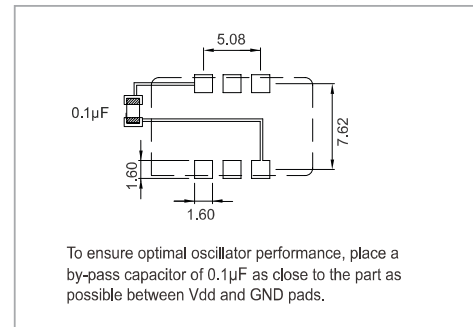 5.08
0.1µF
7.62
1.60
1.60
To ensure optimal oscillator performance, place a
by-pass capacitor of 0.1µF as close to the part as
possible between Vdd and GND pads.